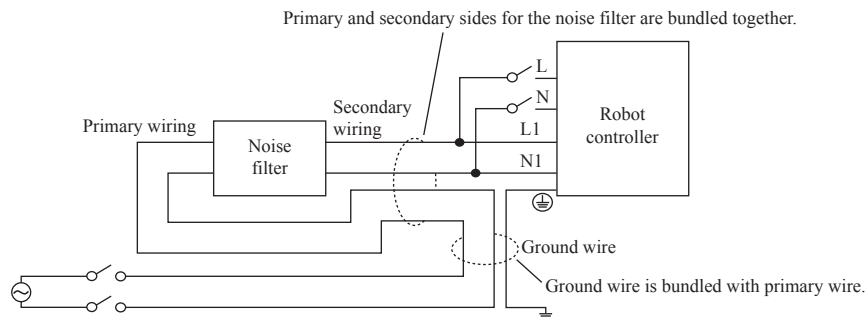 Primary and secondary sides for the noise filter are bundled together.
L
Secondary
wiring
N
Robot
controller
Primary wiring
Noise
filter
L1
N1
Ground wire
Ground wire is bundled with primary wire.